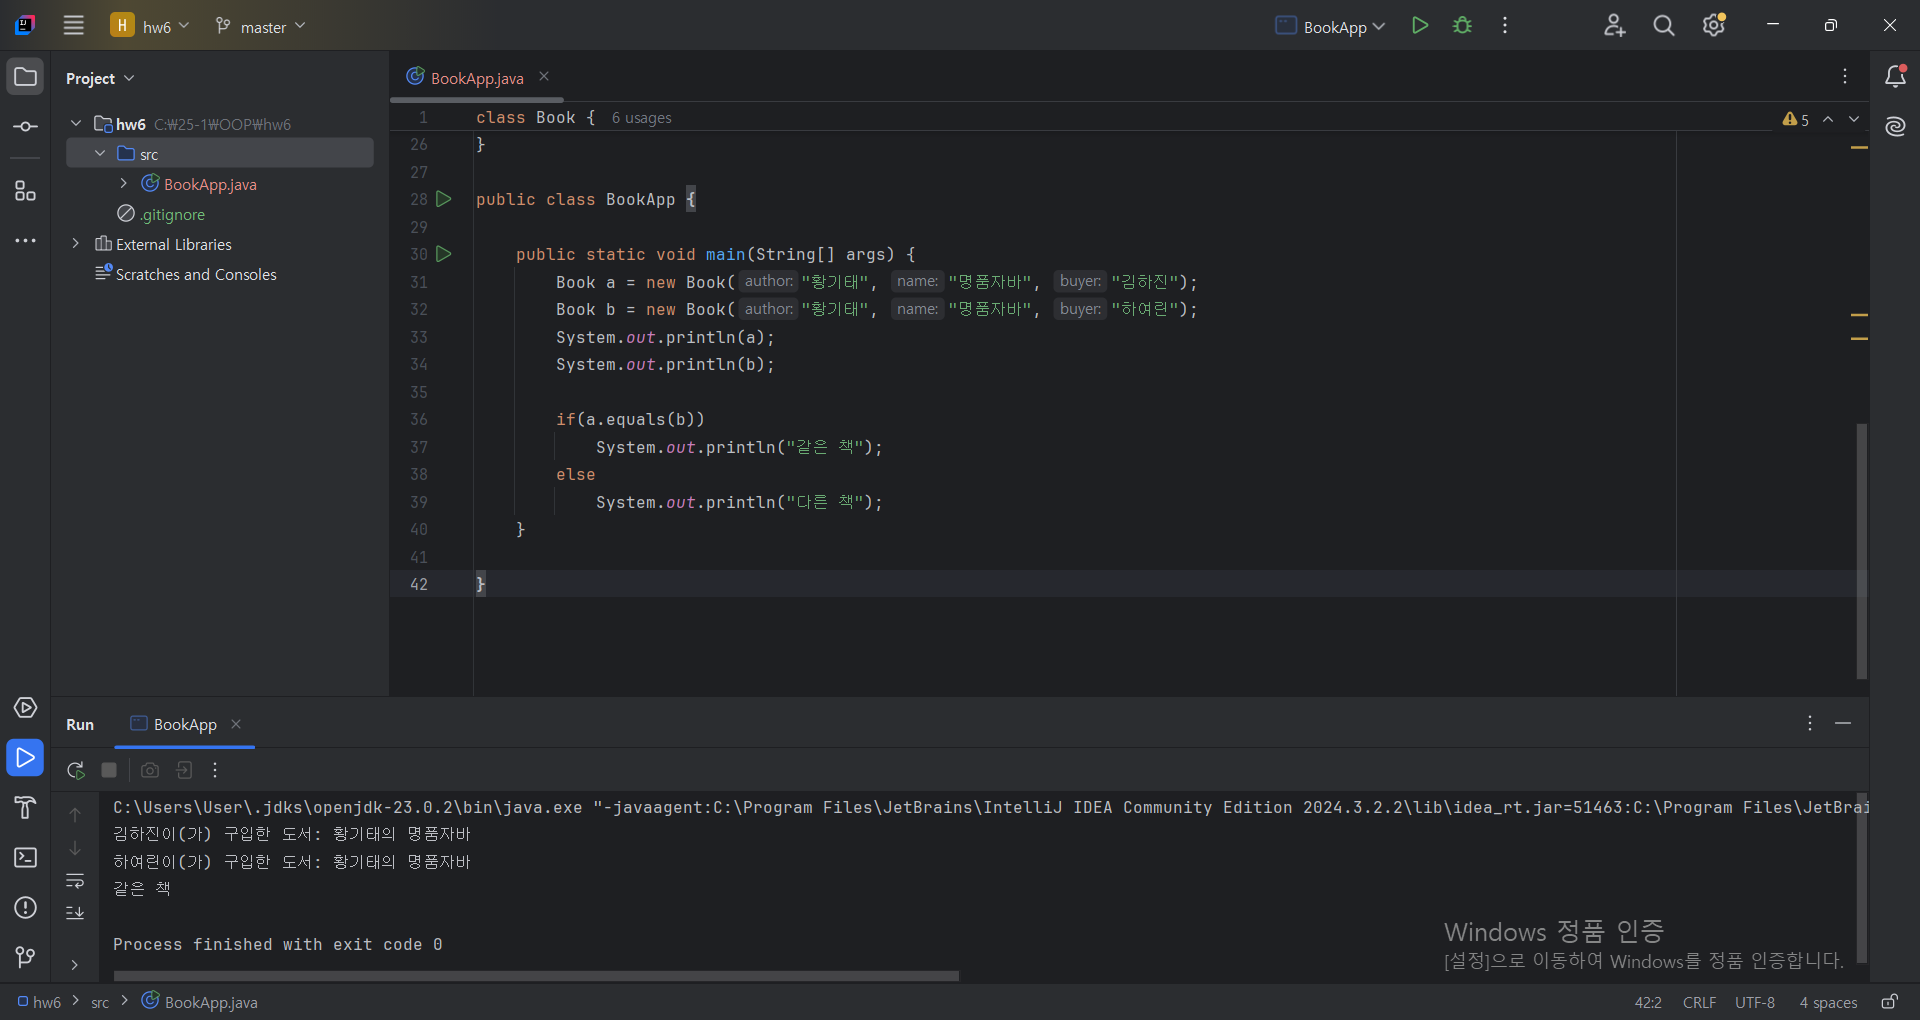 H hw6 master BookApp
Project
BookApp.java
hw6 C:₩25-1₩OOP₩hw6
src
BookApp.java
.gitignore
External Libraries
Scratches and Consoles
1 class Book { 6 usages
5
26 }
27
28 public class BookApp {
29
30 public static void main(String[] args) {
31 Book a = new Book( author: "황기태", name: "명품자바", buyer: "김하진");
32 Book b = new Book( author: "황기태", name: "명품자바", buyer: "하여린");
33 System.out.println(a);
34 System.out.println(b);
35
36 if(a.equals(b))
37 System.out.println("같은 책");
38 else
39 System.out.println("다른 책");
40 }
41
42 }
Run BookApp
C:\Users\User\.jdks\openjdk-23.0.2\bin\java.exe "-javaagent:C:\Program Files\JetBrains\IntelliJ IDEA Community Edition 2024.3.2.2\lib\idea_rt.jar=51463:C:\Program Files\JetBrai
김하진이(가) 구입한 도서: 황기태의 명품자바
하여린이(가) 구입한 도서: 황기태의 명품자바
같은 책
Process finished with exit code 0
Windows 정품 인증
[설정]으로 이동하여 Windows를 정품 인증합니다.
hw6 src BookApp.java
42:2 CRLF UTF-8 4 spaces